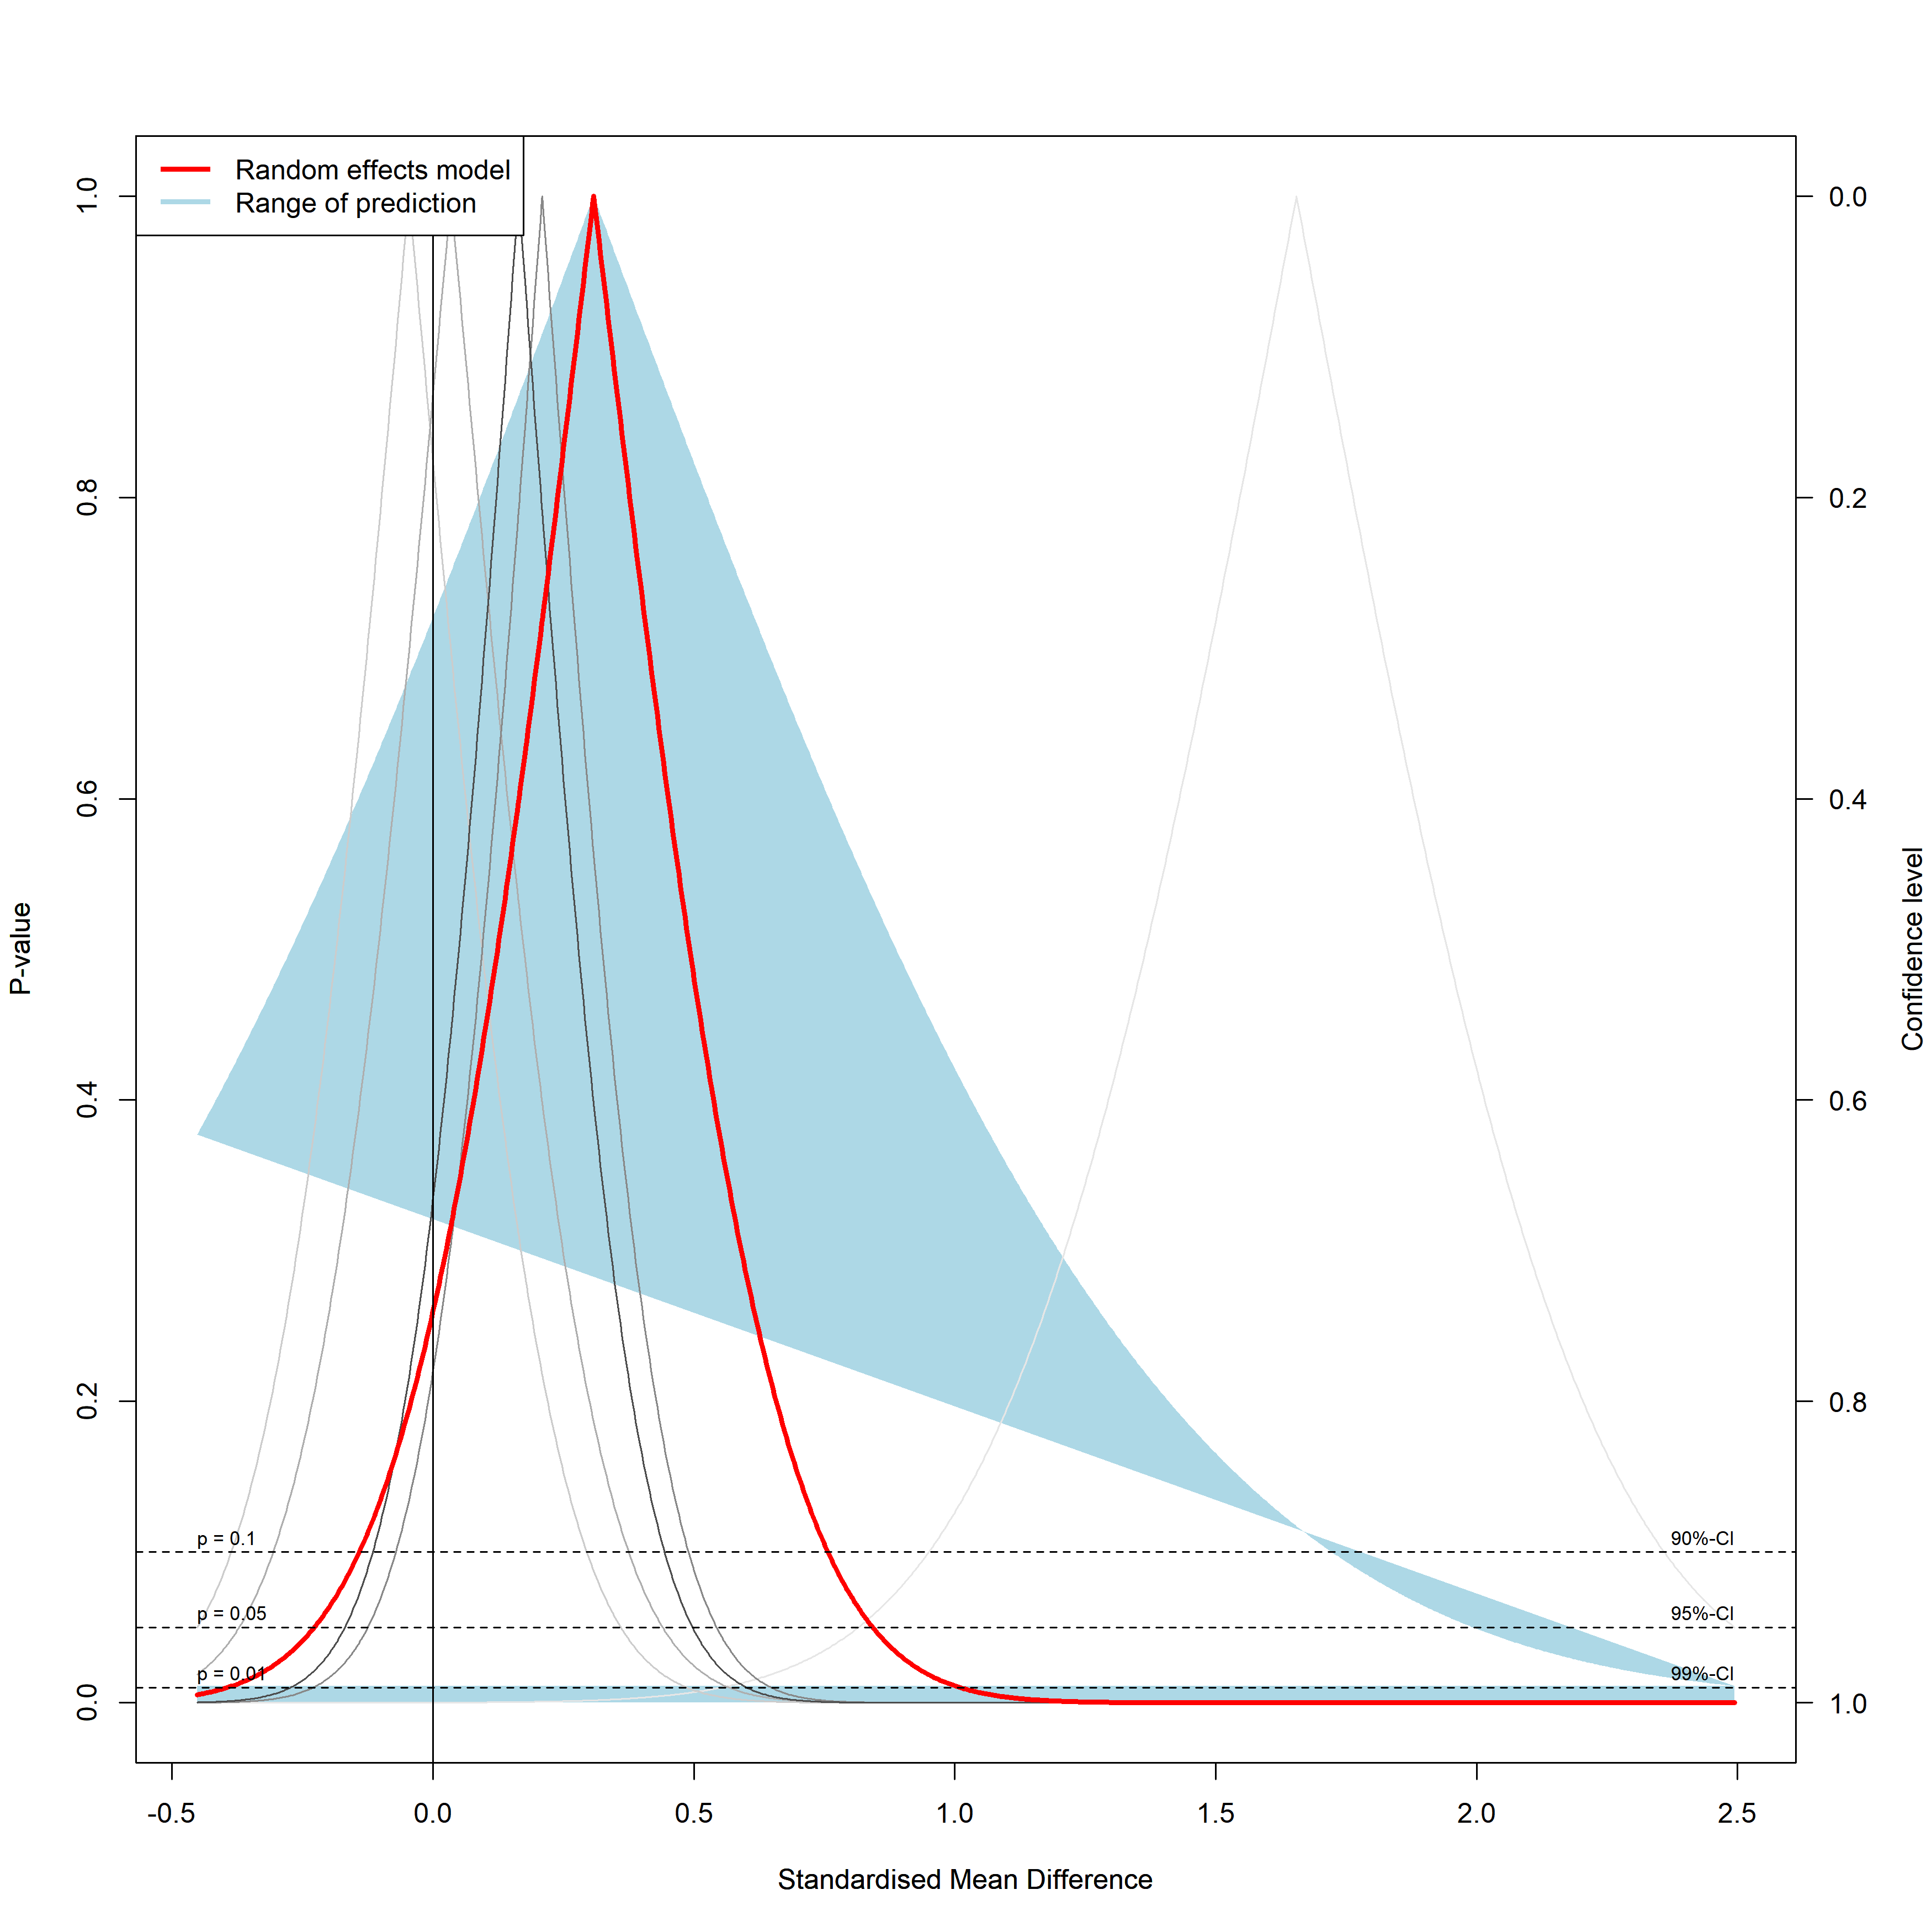 Random effects model
Range of prediction
P-value
1.0
0.8
0.6
0.4
0.2
0.0
0.0
0.2
0.4
0.6
0.8
1.0
Confidence level
p = 0.1
90%-CI
p = 0.05
95%-CI
p = 0.01
99%-CI
-0.5
0.0
0.5
1.0
1.5
2.0
2.5
Standardised Mean Difference